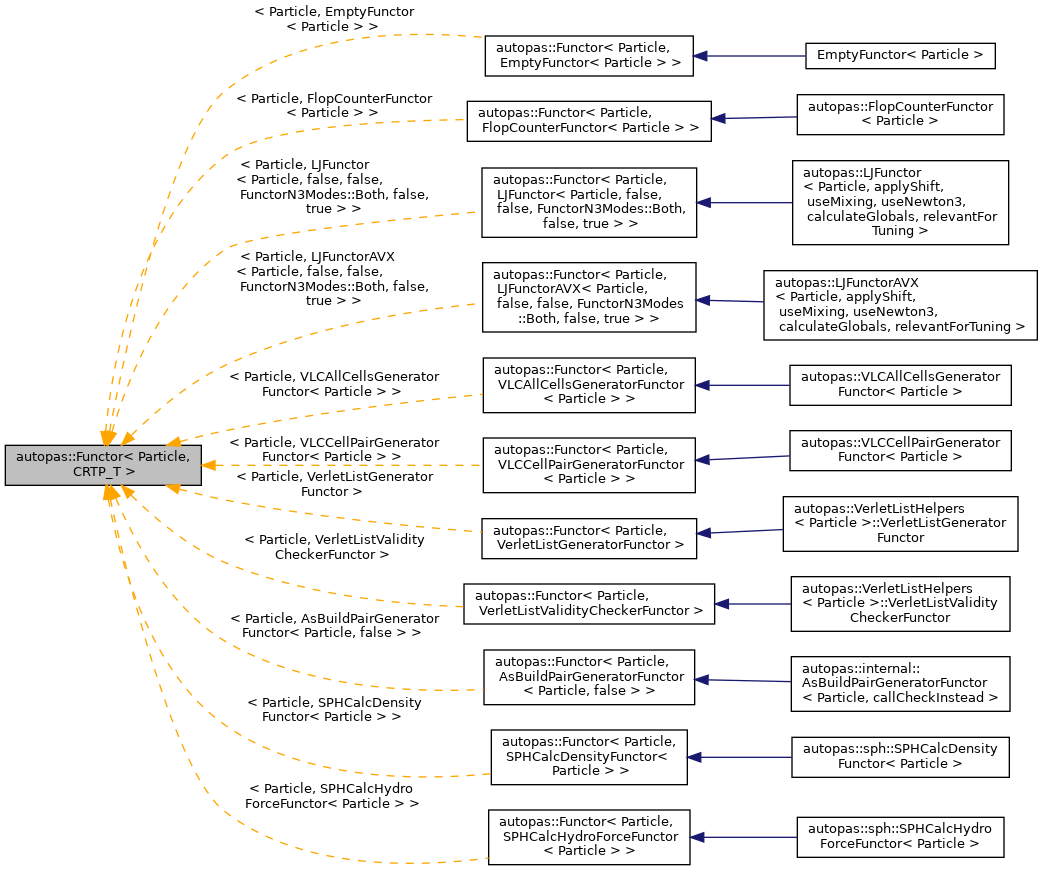 < Particle, EmptyFunctor
< Particle > >
autopas::Functor< Particle,
EmptyFunctor< Particle > >
EmptyFunctor< Particle >
< Particle, FlopCounterFunctor
< Particle > >
autopas::Functor< Particle,
FlopCounterFunctor< Particle > >
autopas::FlopCounterFunctor
< Particle >
< Particle, LJFunctor
< Particle, false, false,
FunctorN3Modes::Both, false,
true > >
autopas::Functor< Particle,
LJFunctor< Particle, false,
false, FunctorN3Modes::Both,
false, true > >
autopas::LJFunctor
< Particle, applyShift,
useMixing, useNewton3,
calculateGlobals, relevantFor
Tuning >
< Particle, LJFunctorAVX
< Particle, false, false,
FunctorN3Modes::Both, false,
true > >
autopas::Functor< Particle,
LJFunctorAVX< Particle,
false, false, FunctorN3Modes
::Both, false, true > >
autopas::LJFunctorAVX
< Particle, applyShift,
useMixing, useNewton3,
calculateGlobals, relevantForTuning >
< Particle, VLCAllCellsGenerator
Functor< Particle > >
autopas::Functor< Particle,
VLCAllCellsGeneratorFunctor
< Particle > >
autopas::VLCAllCellsGenerator
Functor< Particle >
autopas::Functor< Particle,
CRTP_T >
< Particle, VLCCellPairGenerator
Functor< Particle > >
autopas::Functor< Particle,
VLCCellPairGeneratorFunctor
< Particle > >
autopas::VLCCellPairGenerator
Functor< Particle >
< Particle, VerletListGenerator
Functor >
autopas::Functor< Particle,
VerletListGeneratorFunctor >
autopas::VerletListHelpers
< Particle >::VerletListGenerator
Functor
< Particle, VerletListValidity
CheckerFunctor >
autopas::Functor< Particle,
VerletListValidityCheckerFunctor >
autopas::VerletListHelpers
< Particle >::VerletListValidity
CheckerFunctor
< Particle, AsBuildPairGenerator
Functor< Particle, false > >
autopas::Functor< Particle,
AsBuildPairGeneratorFunctor
< Particle, false > >
autopas::internal::
AsBuildPairGeneratorFunctor
< Particle, callCheckInstead >
< Particle, SPHCalcDensity
Functor< Particle > >
autopas::Functor< Particle,
SPHCalcDensityFunctor<
Particle > >
autopas::sph::SPHCalcDensity
Functor< Particle >
< Particle, SPHCalcHydro
ForceFunctor< Particle > >
autopas::Functor< Particle,
SPHCalcHydroForceFunctor
< Particle > >
autopas::sph::SPHCalcHydro
ForceFunctor< Particle >